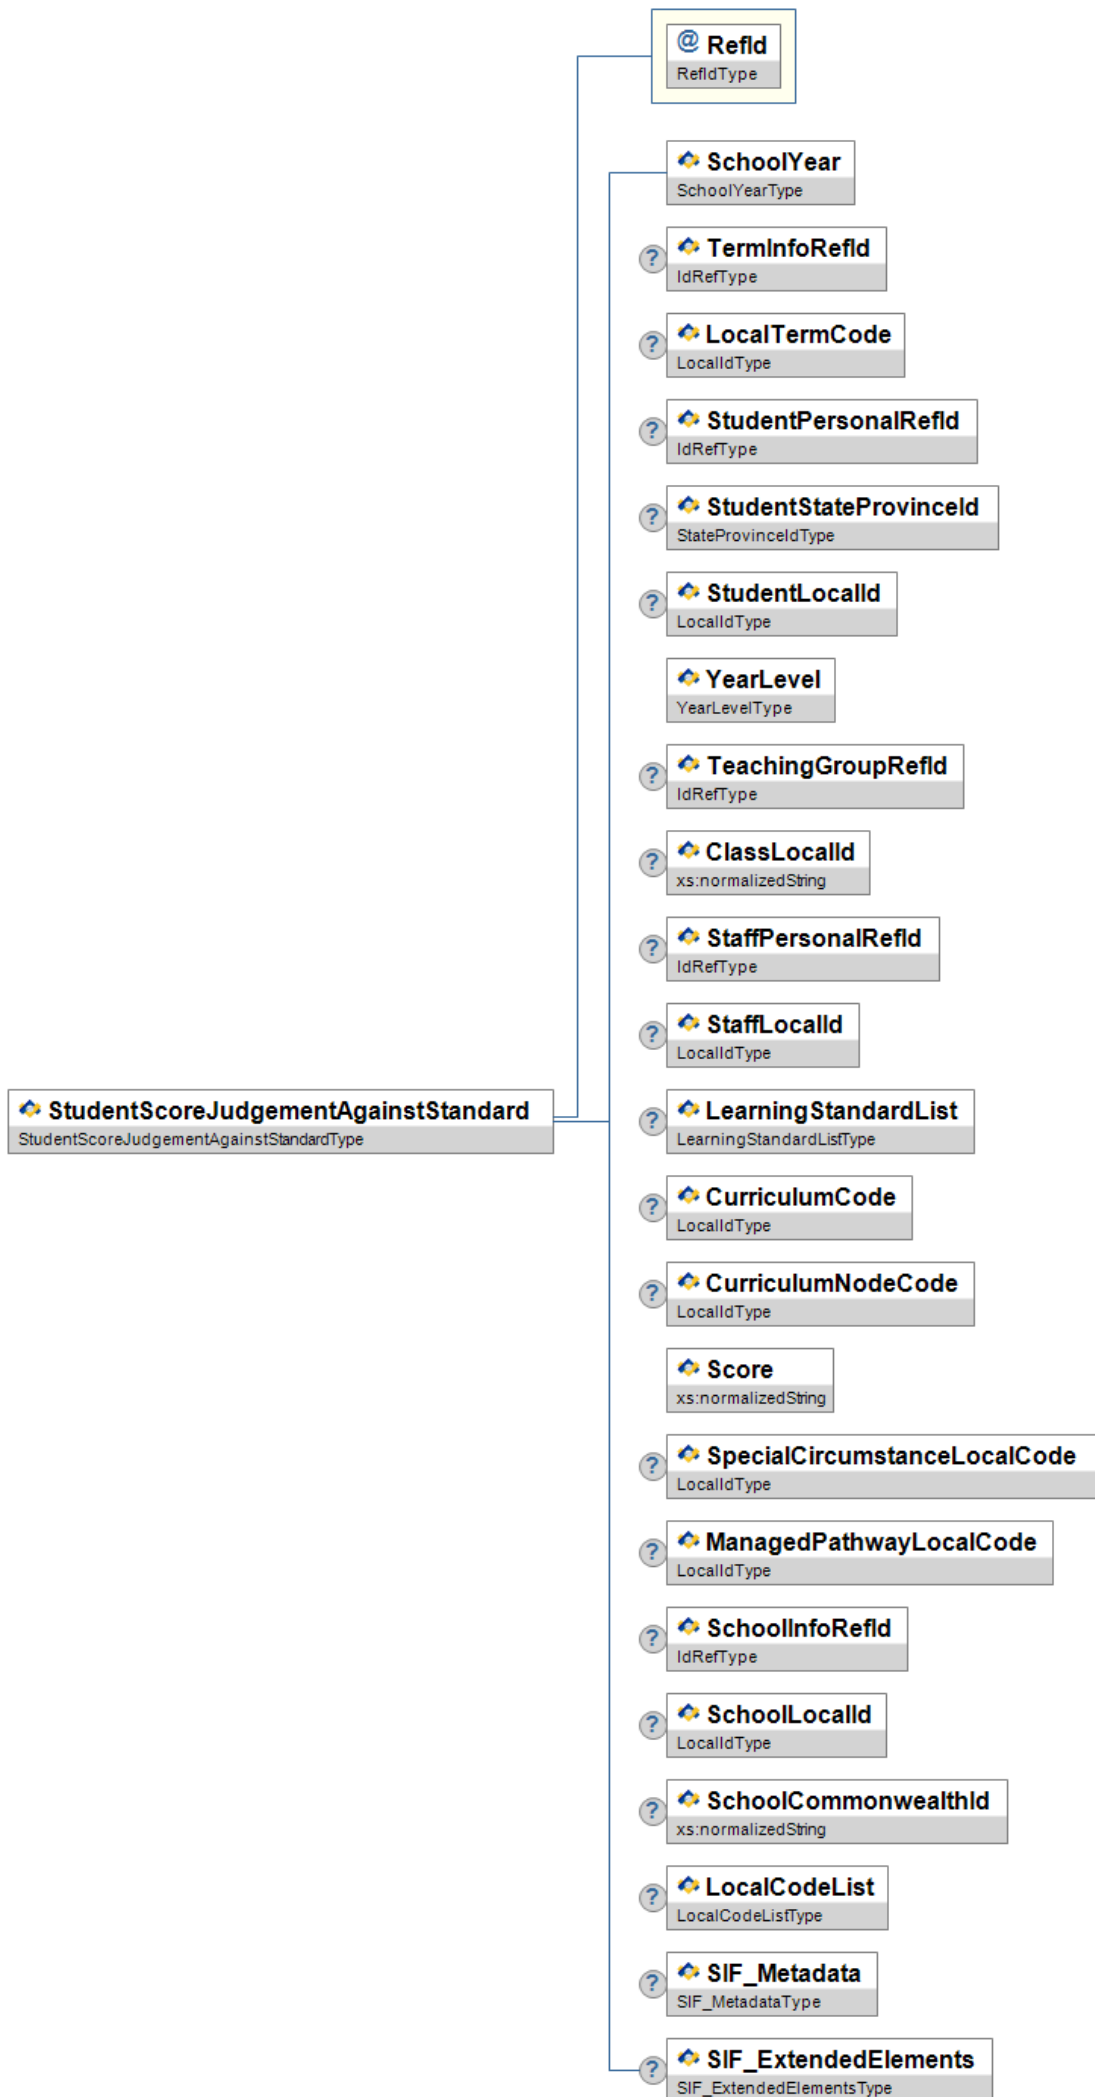 @ RefId
RefIdType
SchoolYear
SchoolYearType
? TermInfoRefId
IdRefType
? LocalTermCode
LocalIdType
? StudentPersonalRefId
IdRefType
? StudentStateProvinceId
StateProvinceIdType
? StudentLocalId
LocalIdType
YearLevel
YearLevelType
? TeachingGroupRefId
IdRefType
? ClassLocalId
xs:normalizedString
? StaffPersonalRefId
IdRefType
? StaffLocalId
LocalIdType
StudentScoreJudgementAgainstStandard
StudentScoreJudgementAgainstStandardType
? LearningStandardList
LearningStandardListType
? CurriculumCode
LocalIdType
? CurriculumNodeCode
LocalIdType
Score
xs:normalizedString
? SpecialCircumstanceLocalCode
LocalIdType
? ManagedPathwayLocalCode
LocalIdType
? SchoolInfoRefId
IdRefType
? SchoolLocalId
LocalIdType
? SchoolCommonwealthId
xs:normalizedString
? LocalCodeList
LocalCodeListType
? SIF_Metadata
SIF_MetadataType
? SIF_ExtendedElements
SIF_ExtendedElementsType